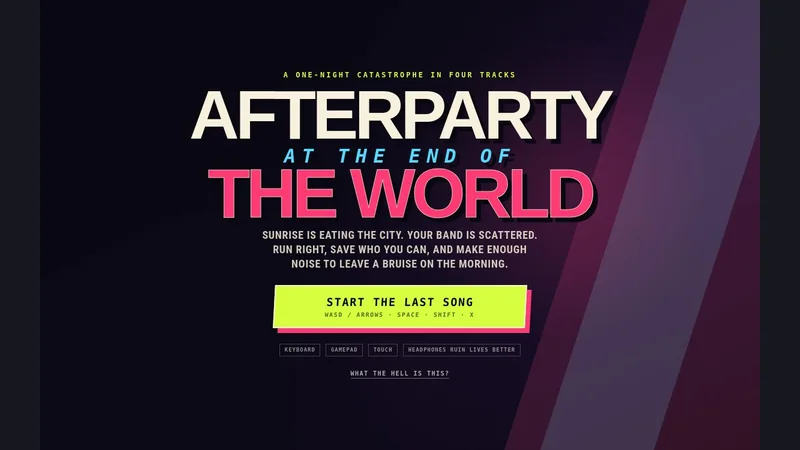 A ONE-NIGHT CATASTROPHE IN FOUR TRACKS
AFTERPARTY
AT THE END OF
THE WORLD
SUNRISE IS EATING THE CITY. YOUR BAND IS SCATTERED.
RUN RIGHT, SAVE WHO YOU CAN, AND MAKE ENOUGH
NOISE TO LEAVE A BRUISE ON THE MORNING.
START THE LAST SONG
WASD / ARROWS · SPACE · SHIFT · X
KEYBOARD GAMEPAD TOUCH HEADPHONES RUIN LIVES BETTER
WHAT THE HELL IS THIS?